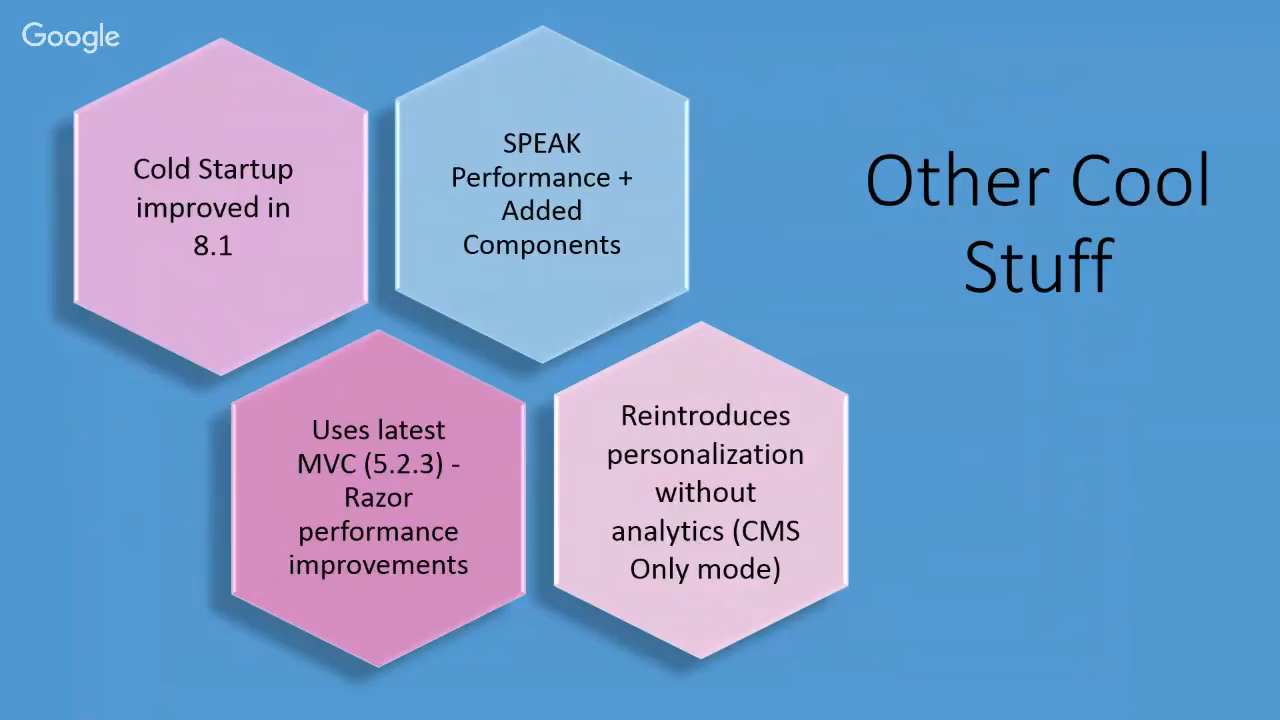 Google
Cold Startup
improved in
8.1
SPEAK
Performance +
Added
Components
Other Cool
Stuff
Uses latest
MVC (5.2.3) -
Razor
performance
improvements
Reintroduces
personalization
without
analytics (CMS
Only mode)